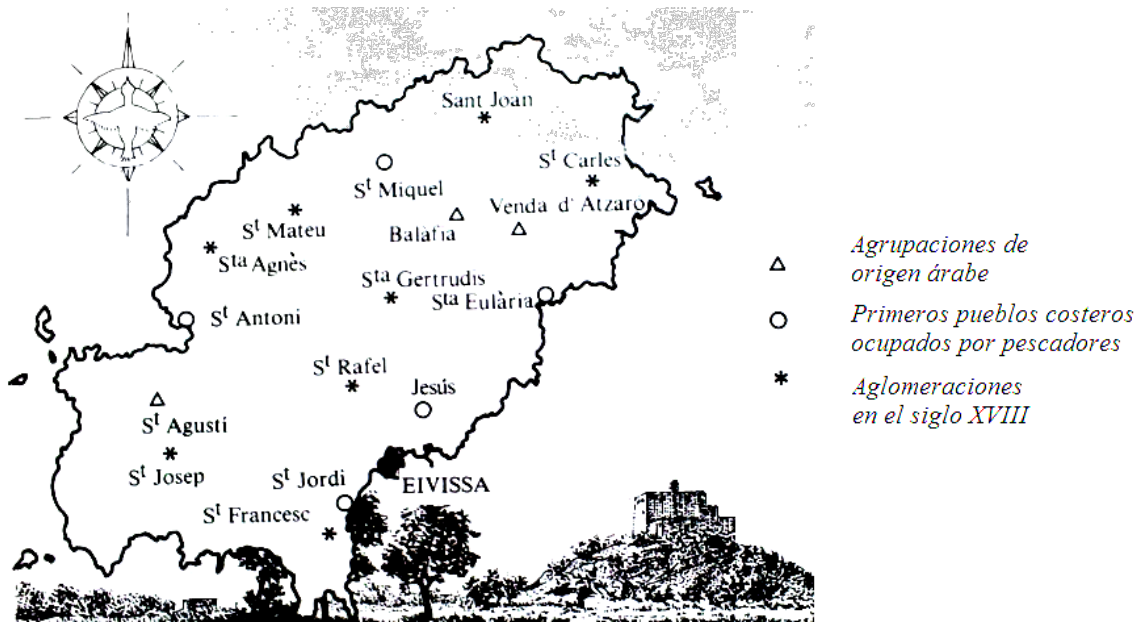 Sant Joan
St Carles
St Miquel
Venda d' Atzaro
St Mateu
Balàfia
Sta Agnès
Sta Gertrudis
Sta Eulària
St Antoni
St Rafel
Jesús
St Agustí
St Josep
St Jordi
EIVISSA
St Francesc
Agrupaciones de
origen árabe
Primeros pueblos costeros
ocupados por pescadores
Aglomeraciones
en el siglo XVIII